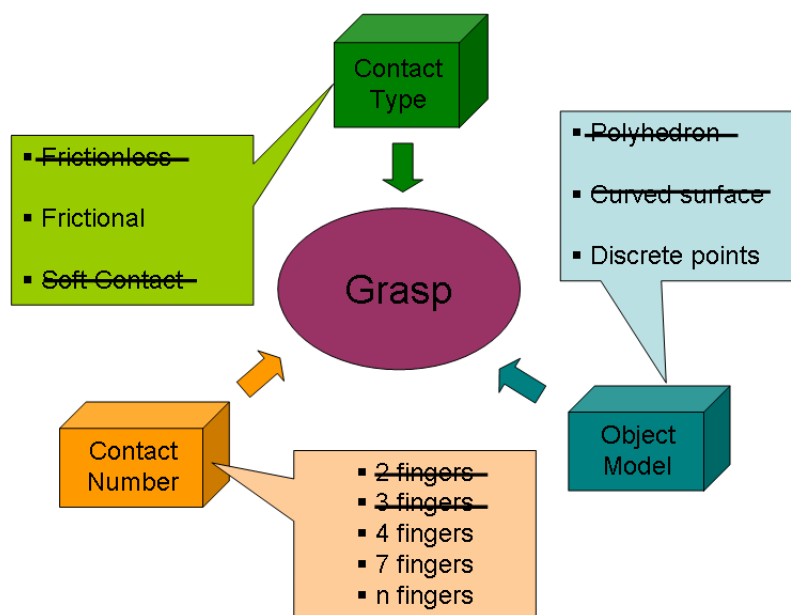 Contact
Type
▪ Frictionless
▪ Frictional
▪ Soft Contact
▪ Polyhedron
▪ Curved surface
▪ Discrete points
Grasp
Contact
Number
▪ 2 fingers
▪ 3 fingers
▪ 4 fingers
▪ 7 fingers
▪ n fingers
Object
Model